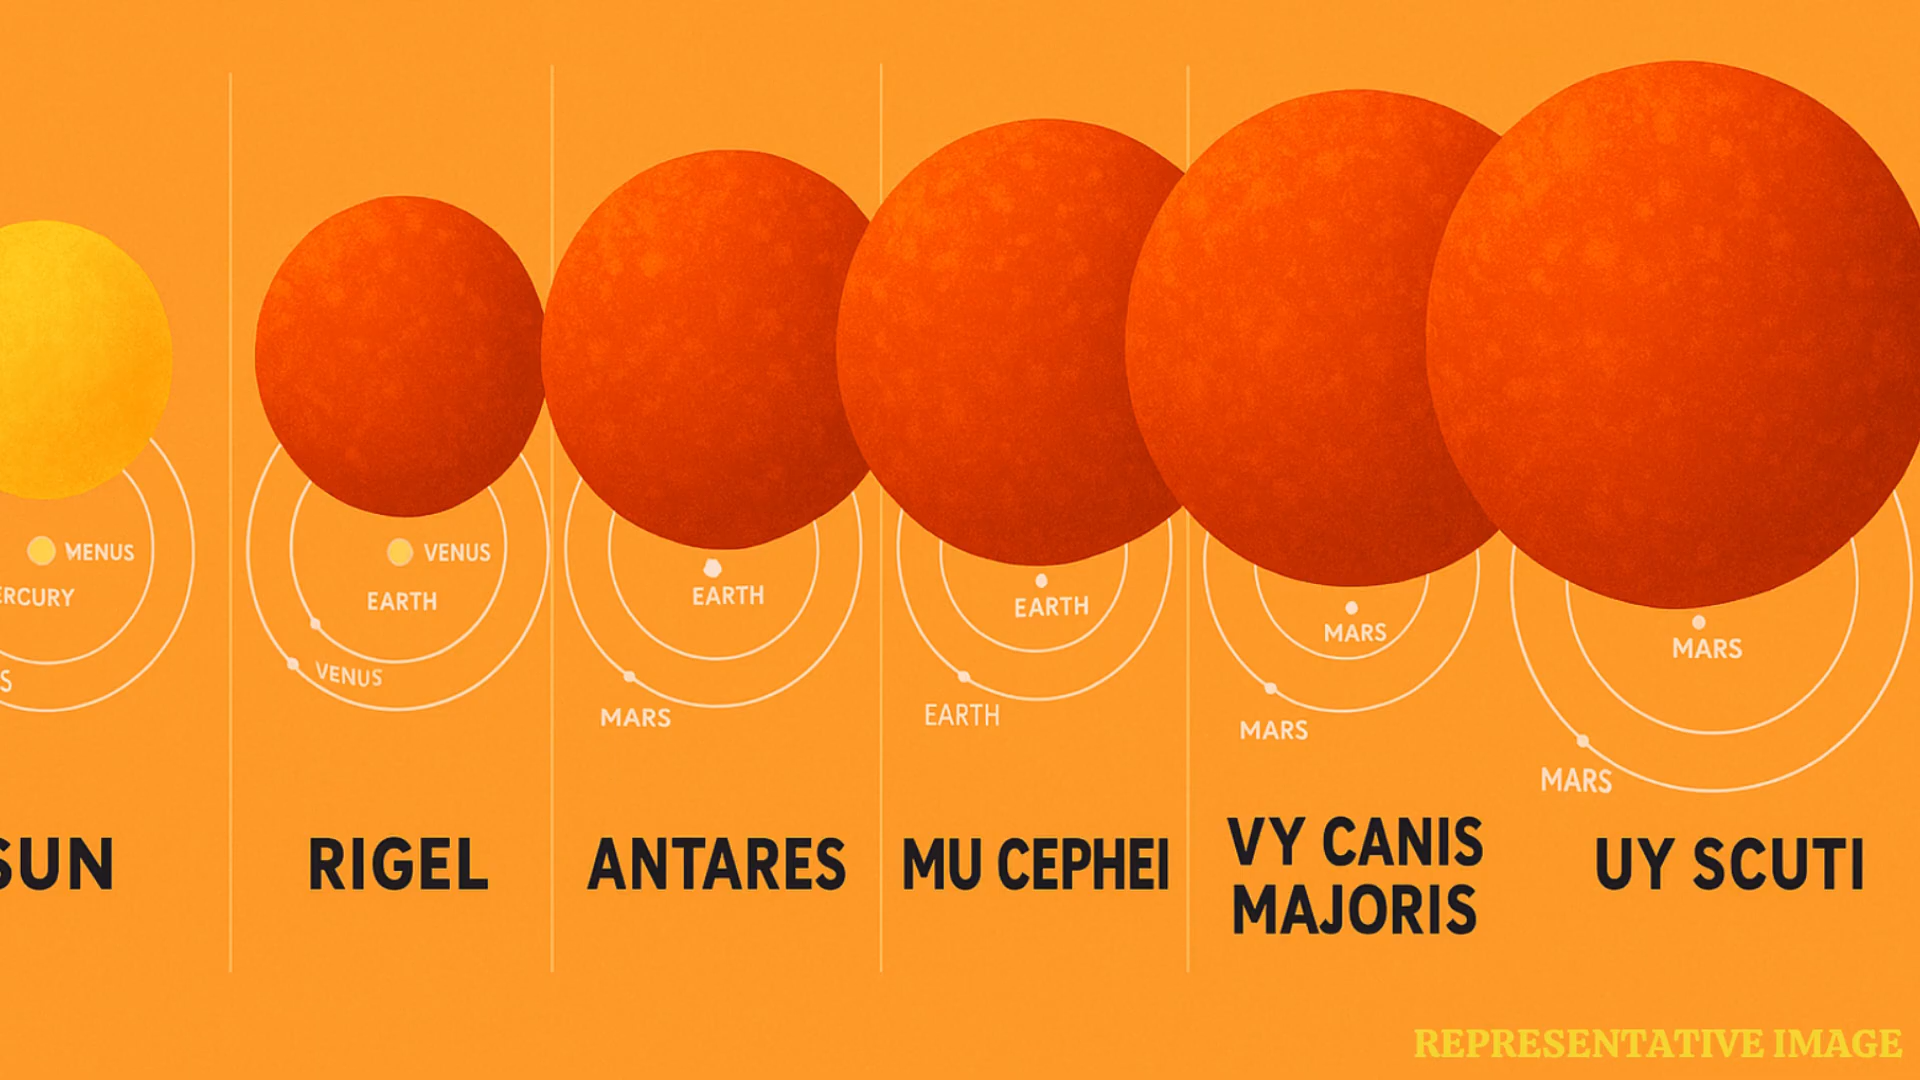 MENUS
ERCURY
S
SUN
VENUS
EARTH
VENUS
RIGEL
EARTH
MARS
ANTARES
EARTH
EARTH
MU CEPHEI
MARS
MARS
VY CANIS
MAJORIS
MARS
MARS
UY SCUTI
REPRESENTATIVE IMAGE